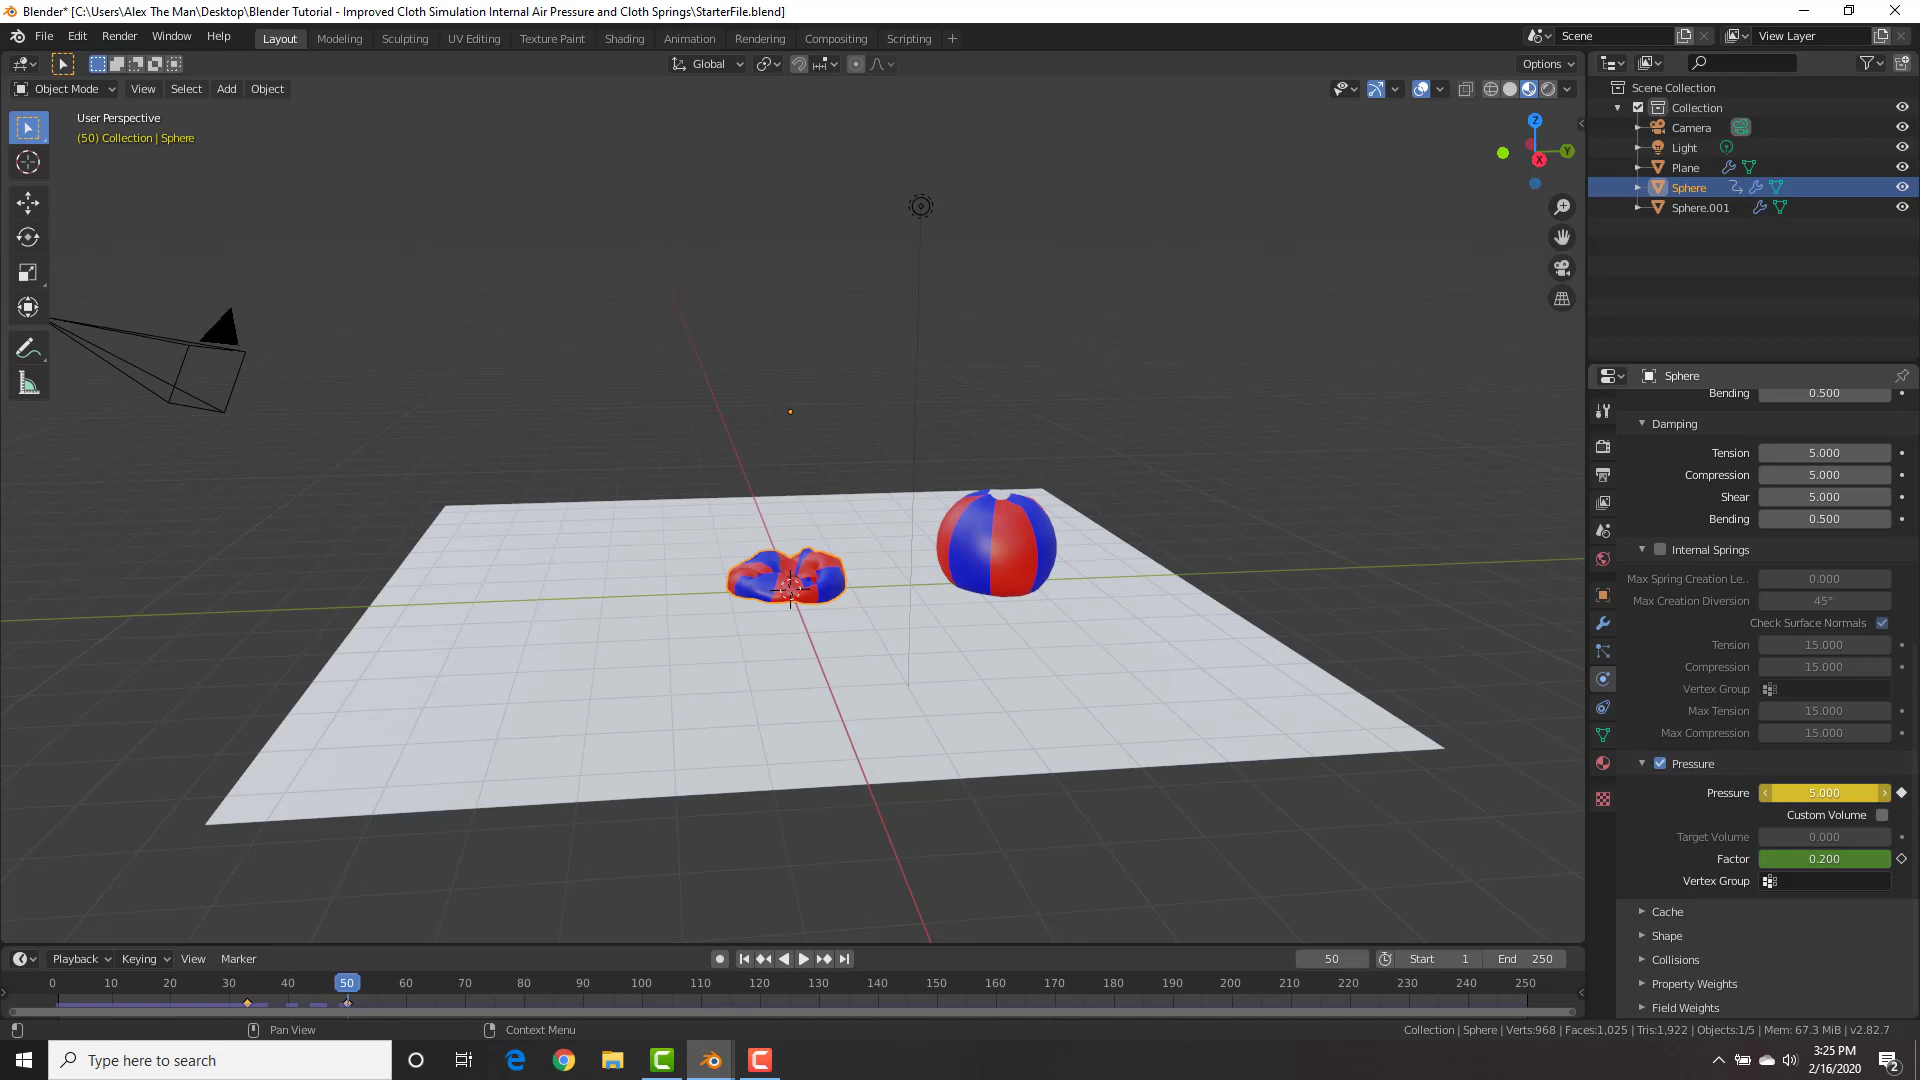 Blender* [C:\Users\Alex The Man\Desktop\Blender Tutorial - Improved Cloth Simulation Internal Air Pressure and Cloth Springs\StarterFile.blend]
File Edit Render Window Help Layout Modeling Sculpting UV Editing Texture Paint Shading Animation Rendering Compositing Scripting + Scene View Layer
Global Options
Object Mode View Select Add Object
User Perspective
(50) Collection | Sphere
Z
Y
X
Scene Collection
Collection
Camera
Light
Plane
Sphere
Sphere.001
Sphere
Bending 0.500
Damping
Tension 5.000
Compression 5.000
Shear 5.000
Bending 0.500
Internal Springs
Max Spring Creation Le.. 0.000
Max Creation Diversion 45°
Check Surface Normals
Tension 15.000
Compression 15.000
Vertex Group
Max Tension 15.000
Max Compression 15.000
Pressure
Pressure 5.000
Custom Volume
Target Volume 0.000
Factor 0.200
Vertex Group
Cache
Shape
Collisions
Property Weights
Field Weights
Playback Keying View Marker 50 Start 1 End 250
0 10 20 30 40 50 60 70 80 90 100 110 120 130 140 150 160 170 180 190 200 210 220 230 240 250
Pan View Context Menu Collection | Sphere | Verts:968 | Faces:1,025 | Tris:1,922 | Objects:1/5 | Mem: 67.3 MiB | v2.82.7
Type here to search
3:25 PM
2/16/2020
2